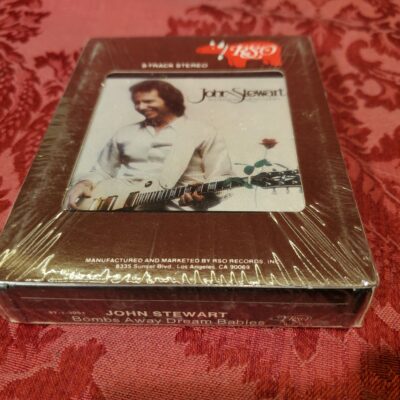 RSO
8·TRACK STEREO
John Stewart
MANUFACTURED AND MARKETED BY RSO RECORDS, INC.
8335 Sunset Blvd., Los Angeles, CA 90069
JOHN STEWART
Bombs Away Dream Babies